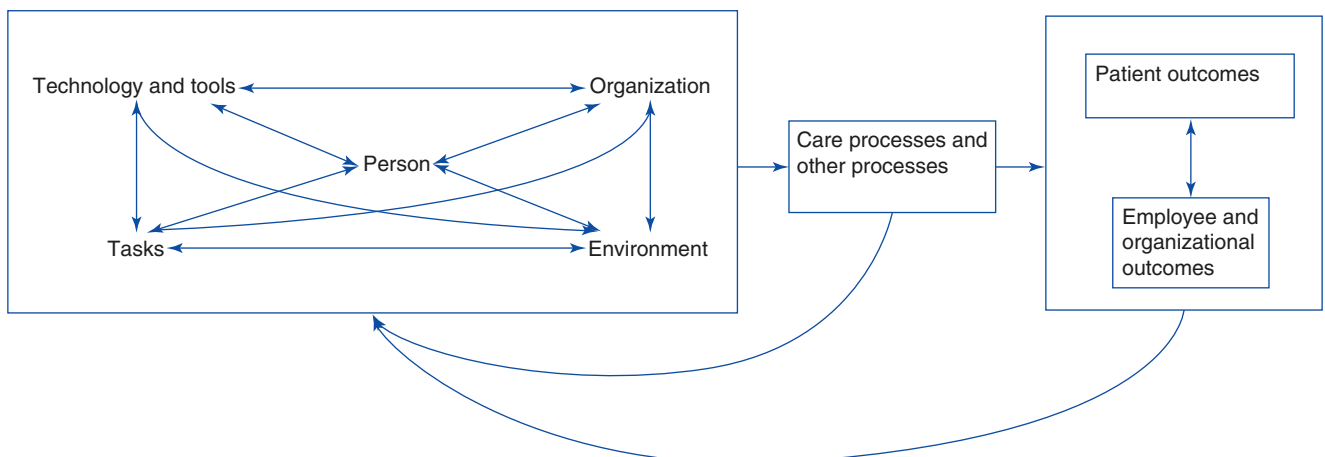 Technology and tools
Organization
Person
Tasks
Environment
Care processes and
other processes
Patient outcomes
Employee and
organizational
outcomes